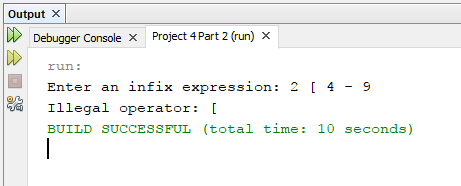 Output
Debugger Console Project 4 Part 2 (run)
run:
Enter an infix expression: 2 [ 4 - 9
Illegal operator: [
BUILD SUCCESSFUL (total time: 10 seconds)